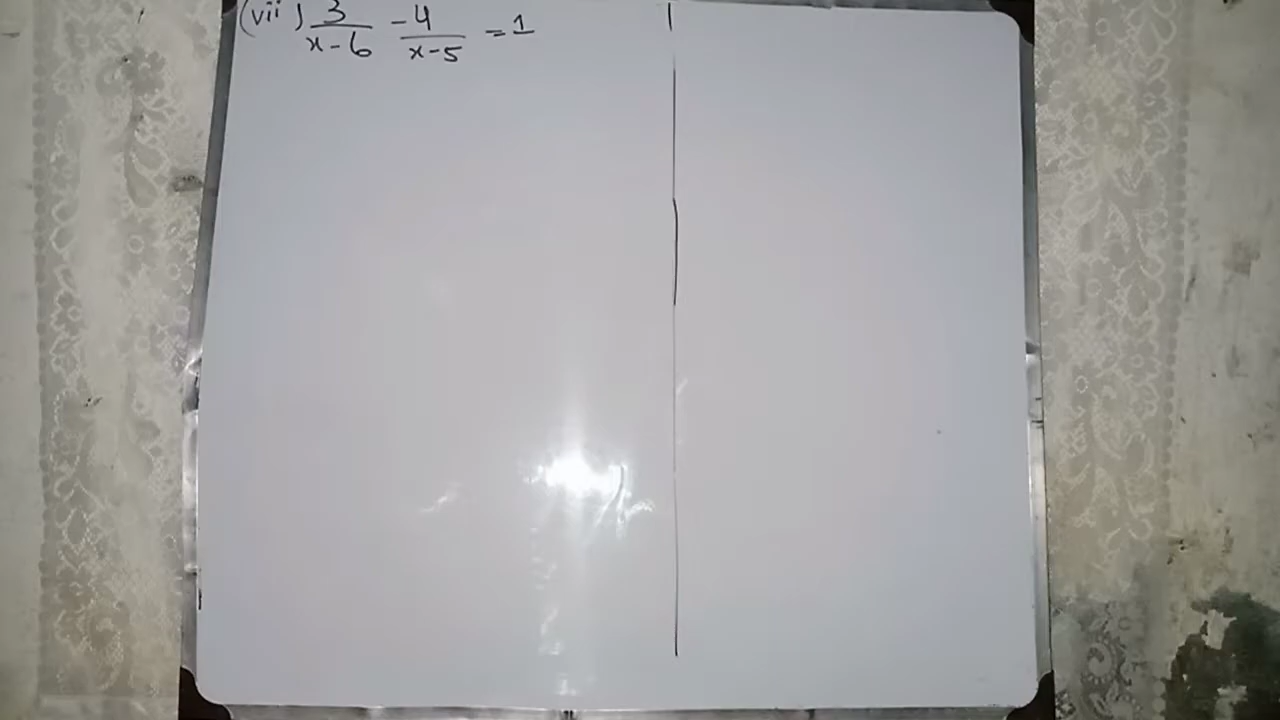 (vii) 3/(x-6) - 4/(x-5) = 1